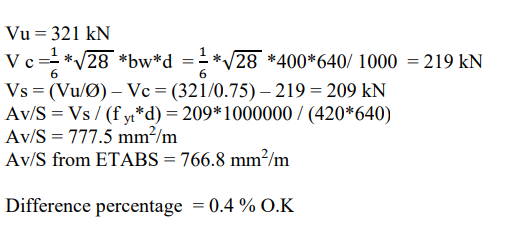 Vu = 321 kN
V c = 1/6 *√28 *bw*d = 1/6 *√28 *400*640/ 1000 = 219 kN
Vs = (Vu/Ø) – Vc = (321/0.75) – 219 = 209 kN
Av/S = Vs / (f yt*d) = 209*1000000 / (420*640)
Av/S = 777.5 mm²/m
Av/S from ETABS = 766.8 mm²/m
Difference percentage = 0.4 % O.K